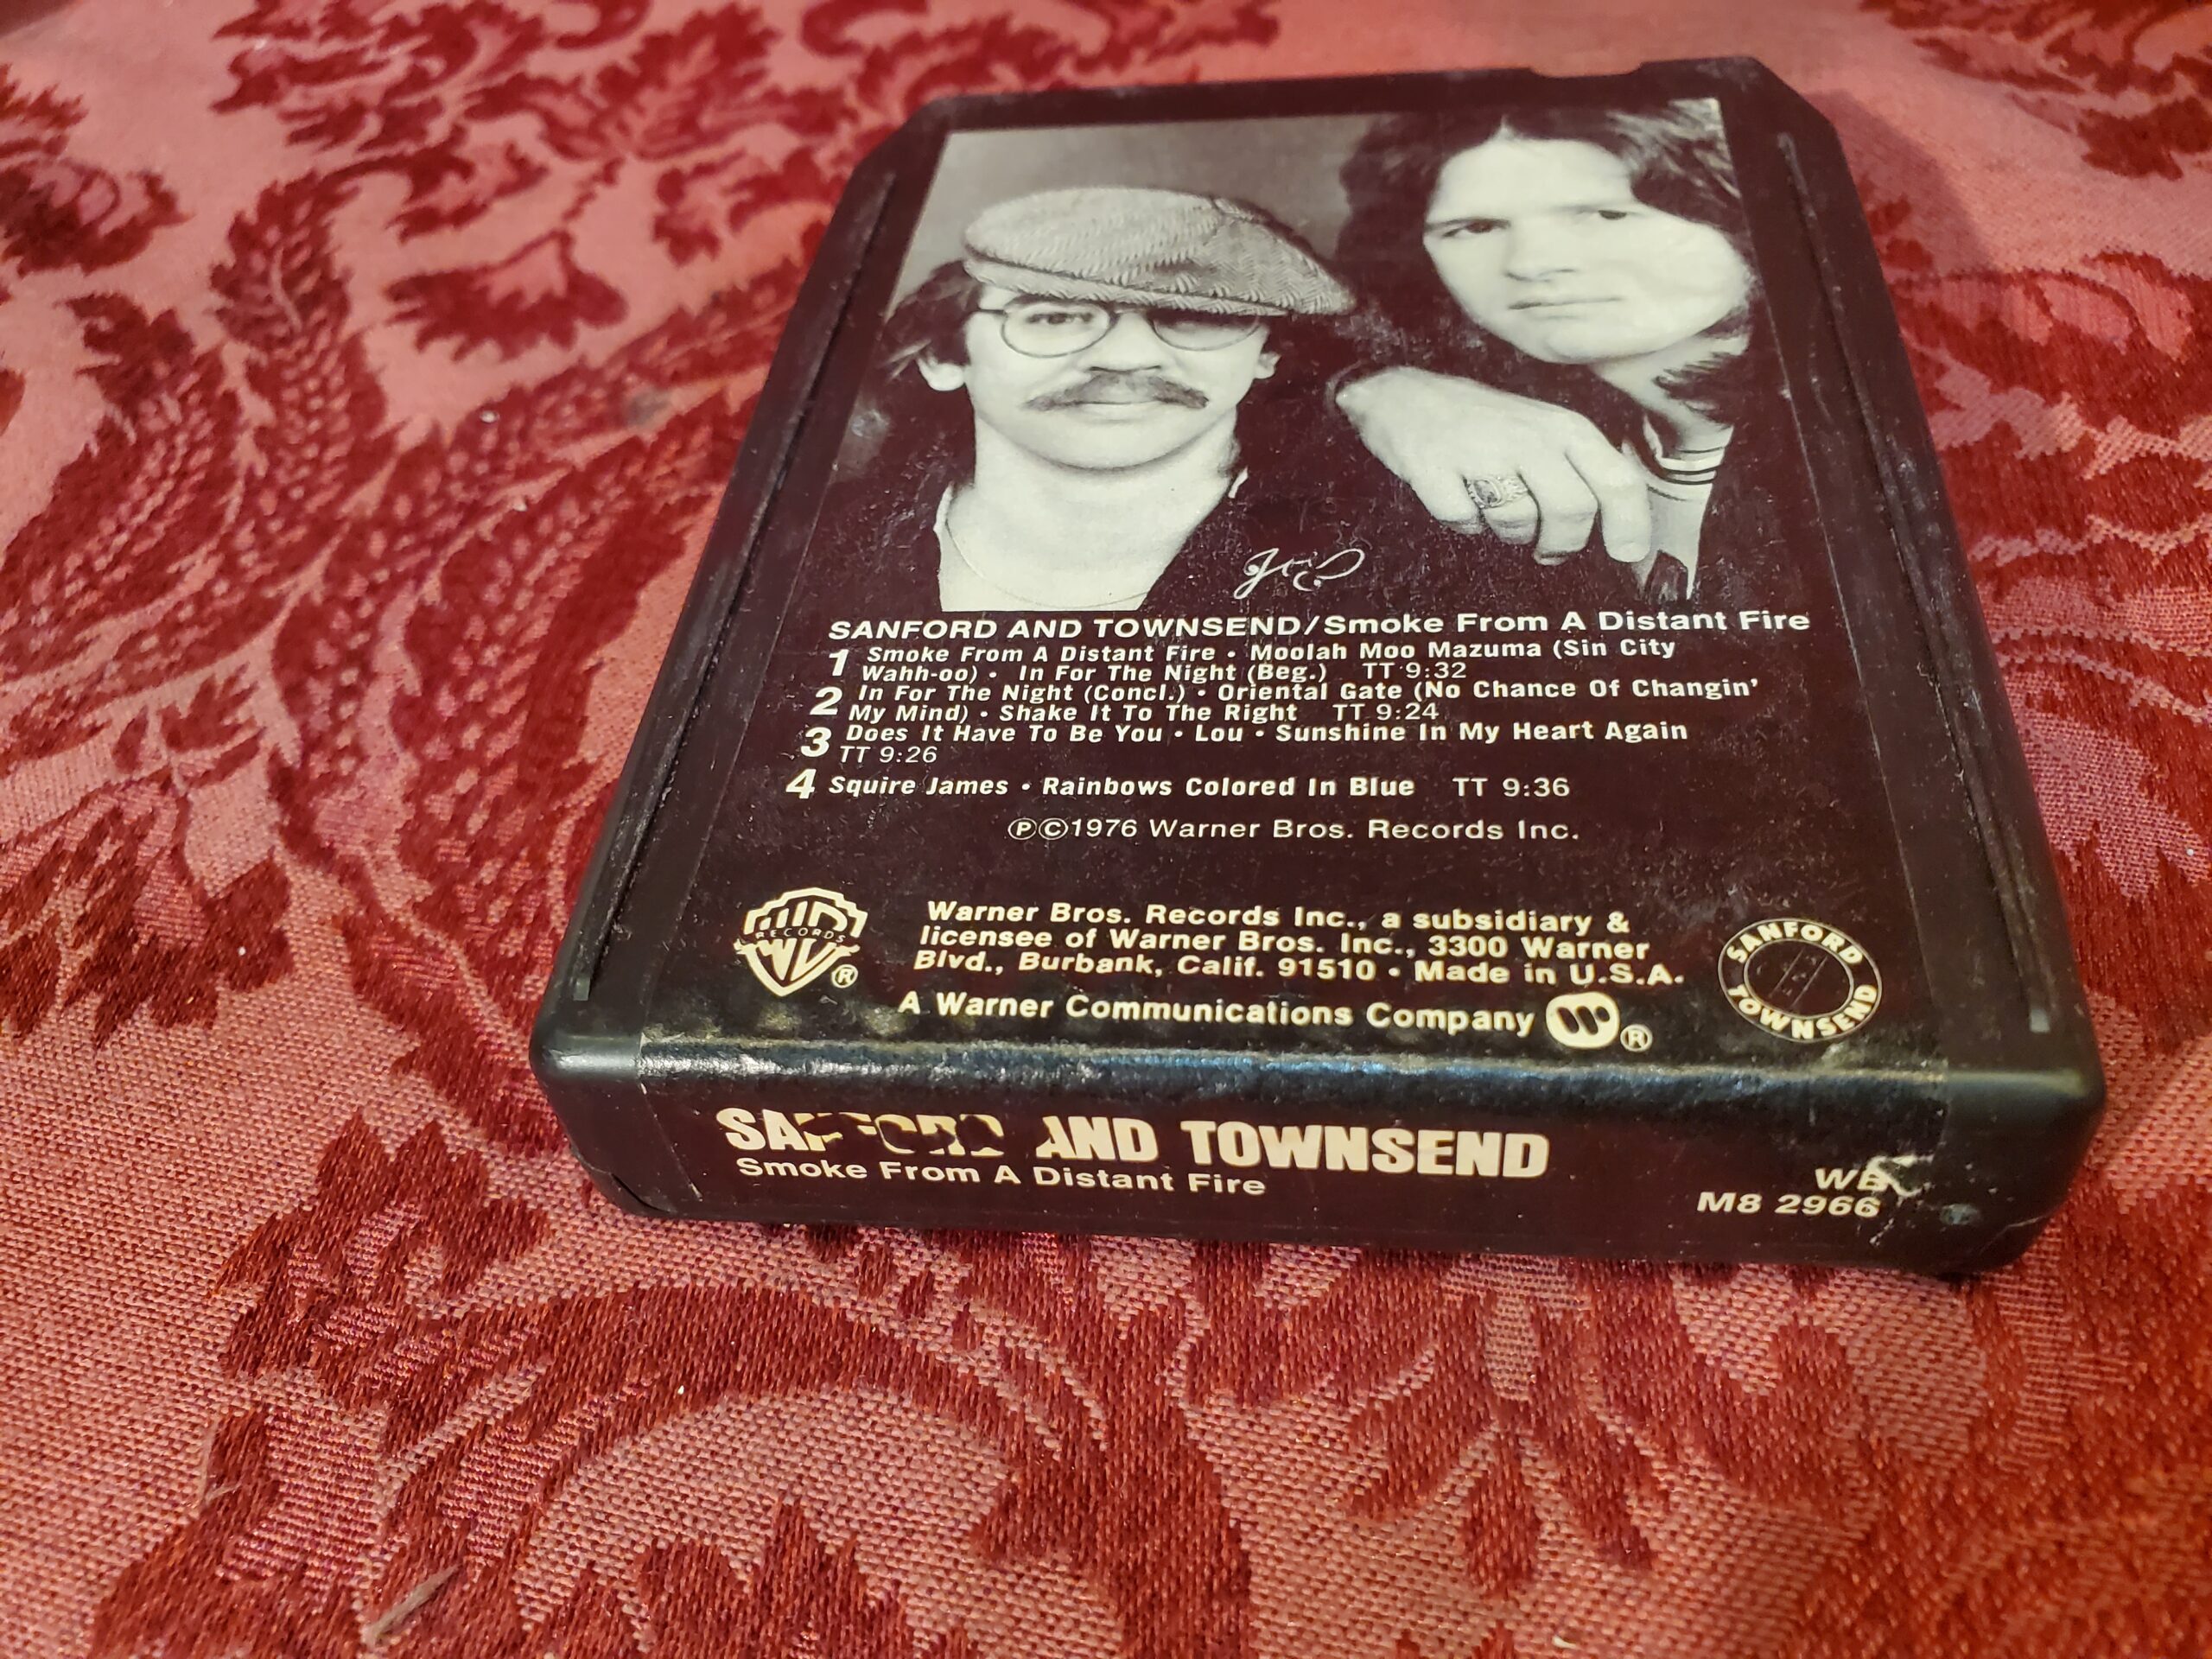 SANFORD AND TOWNSEND/Smoke From A Distant Fire
1 Smoke From A Distant Fire • Moolah Moo Mazuma (Sin City
Wahh-oo) • In For The Night (Beg.) TT 9:32
2 In For The Night (Concl.) • Oriental Gate (No Chance Of Changin'
My Mind) • Shake It To The Right TT 9:24
3 Does It Have To Be You • Lou • Sunshine In My Heart Again
TT 9:26
4 Squire James • Rainbows Colored In Blue TT 9:36
ⓅⒸ1976 Warner Bros. Records Inc.
WB RECORDS ®
Warner Bros. Records Inc., a subsidiary &
licensee of Warner Bros. Inc., 3300 Warner
Blvd., Burbank, Calif. 91510 • Made in U.S.A.
A Warner Communications Company ®
SANFORD TOWNSEND
SANFORD AND TOWNSEND
Smoke From A Distant Fire
M8 2966